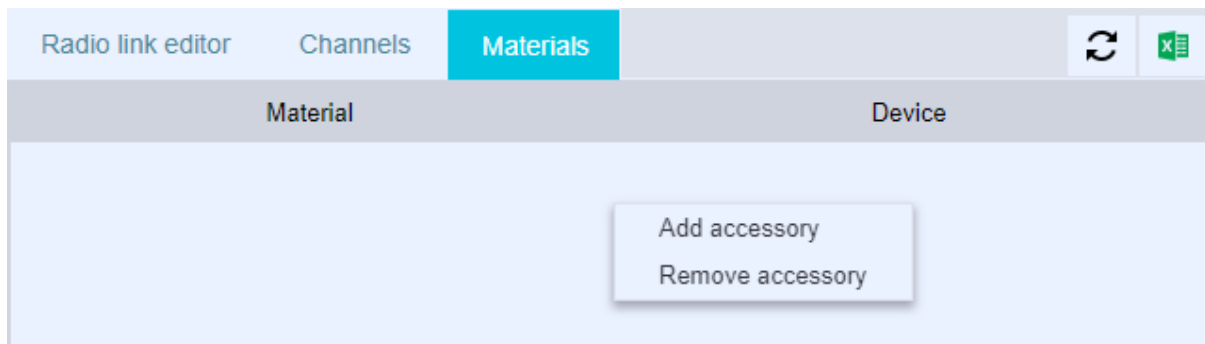 Radio link editor Channels Materials
Material Device
Add accessory
Remove accessory